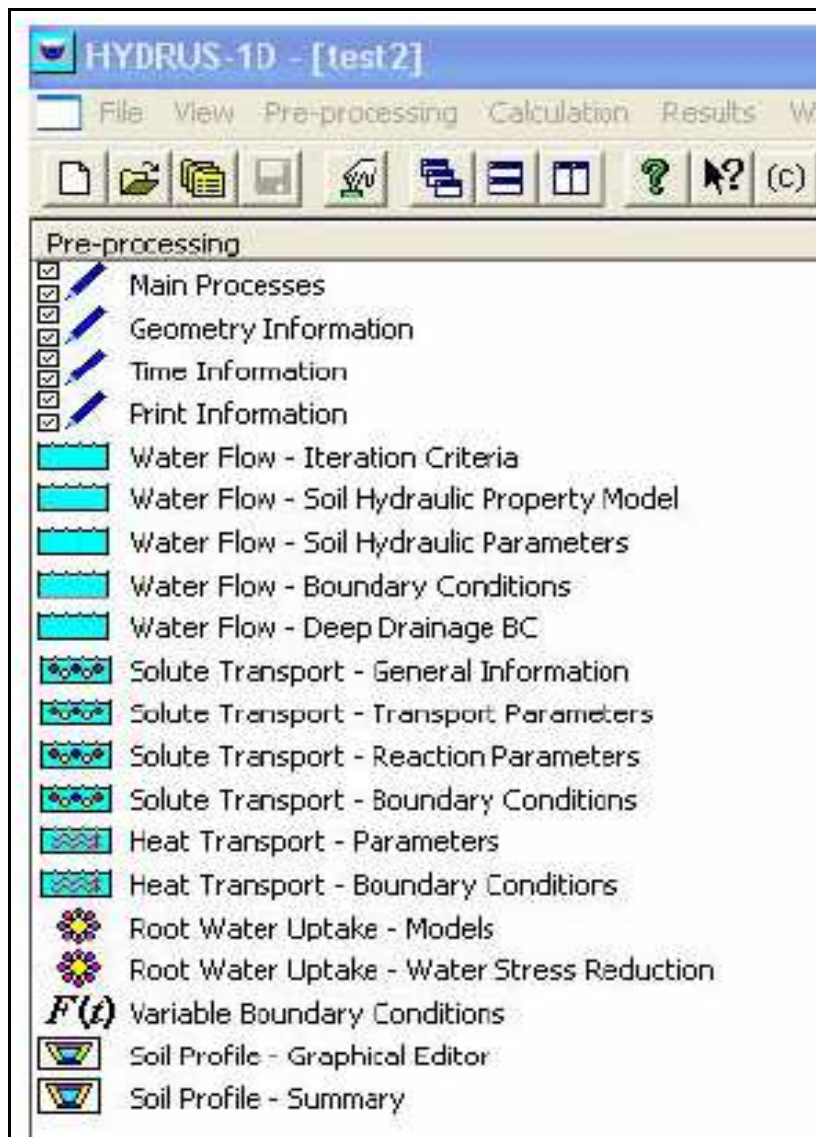 HYDRUS-1D - [test2]
File View Pre-processing Calculation Results W
? ? (c)
Pre-processing
Main Processes
Geometry Information
Time Information
Print Information
Water Flow - Iteration Criteria
Water Flow - Soil Hydraulic Property Model
Water Flow - Soil Hydraulic Parameters
Water Flow - Boundary Conditions
Water Flow - Deep Drainage BC
Solute Transport - General Information
Solute Transport - Transport Parameters
Solute Transport - Reaction Parameters
Solute Transport - Boundary Conditions
Heat Transport - Parameters
Heat Transport - Boundary Conditions
Root Water Uptake - Models
Root Water Uptake - Water Stress Reduction
F(t) Variable Boundary Conditions
Soil Profile - Graphical Editor
Soil Profile - Summary